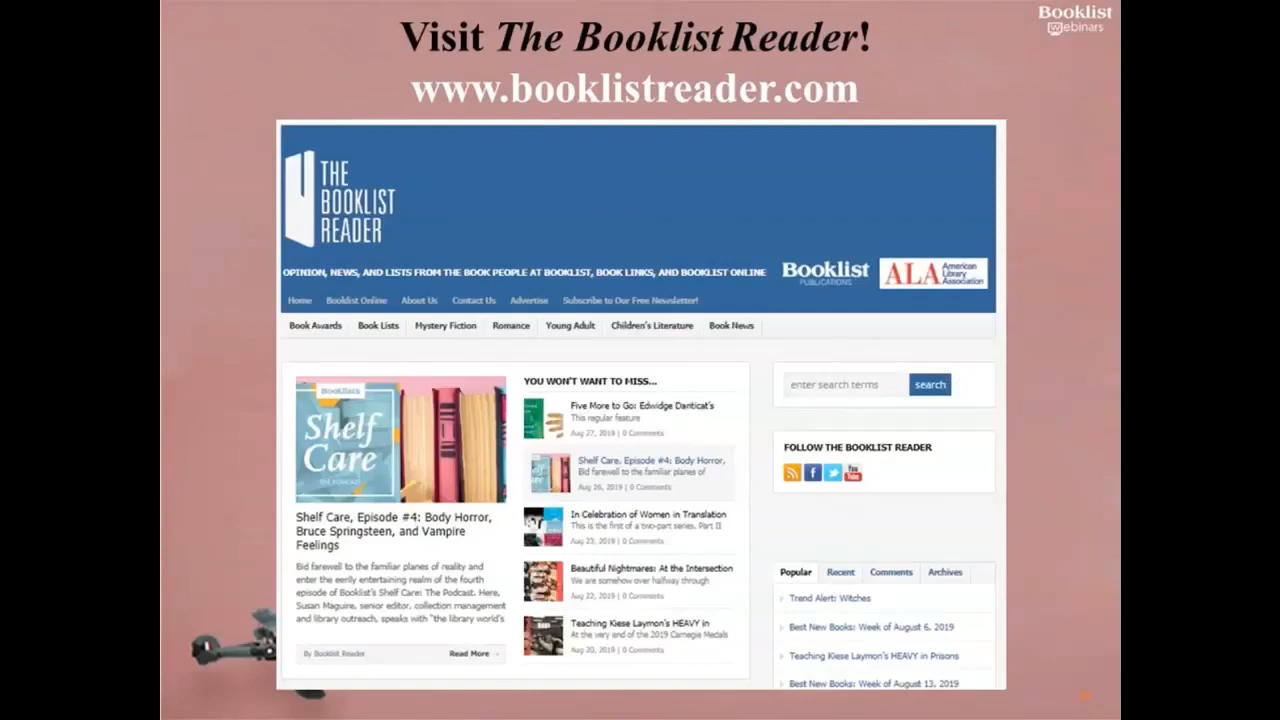 Visit The Booklist Reader!
www.booklistreader.com
Booklist
Webinars
THE
BOOKLIST
READER
OPINION, NEWS, AND LISTS FROM THE BOOK PEOPLE AT BOOKLIST, BOOK LINKS, AND BOOKLIST ONLINE
Booklist
PUBLICATIONS
ALA American
Library
Association
Home Booklist Online About Us Contact Us Advertise Subscribe to Our Free Newsletter!
Book Awards Book Lists Mystery Fiction Romance Young Adult Children's Literature Book News
Booklist's
Shelf
Care
THE PODCAST
Shelf Care, Episode #4: Body Horror,
Bruce Springsteen, and Vampire
Feelings
Bid farewell to the familiar planes of reality and
enter the eerily entertaining realm of the fourth
episode of Booklist's Shelf Care: The Podcast. Here,
Susan Maguire, senior editor, collection management
and library outreach, speaks with "the library world's
By Booklist Reader Read More →
YOU WON'T WANT TO MISS...
Five More to Go: Edwidge Danticat's
This regular feature
Aug 27, 2019 | 0 Comments
Shelf Care, Episode #4: Body Horror,
Bid farewell to the familiar planes of
Aug 26, 2019 | 0 Comments
In Celebration of Women in Translation
This is the first of a two-part series. Part II
Aug 23, 2019 | 0 Comments
Beautiful Nightmares: At the Intersection
We are somehow over halfway through
Aug 22, 2019 | 0 Comments
Teaching Kiese Laymon's HEAVY in
At the very end of the 2019 Carnegie Medals
Aug 20, 2019 | 0 Comments
enter search terms search
FOLLOW THE BOOKLIST READER
You
Tube
Popular Recent Comments Archives
Trend Alert: Witches
Best New Books: Week of August 6, 2019
Teaching Kiese Laymon's HEAVY in Prisons
Best New Books: Week of August 13, 2019